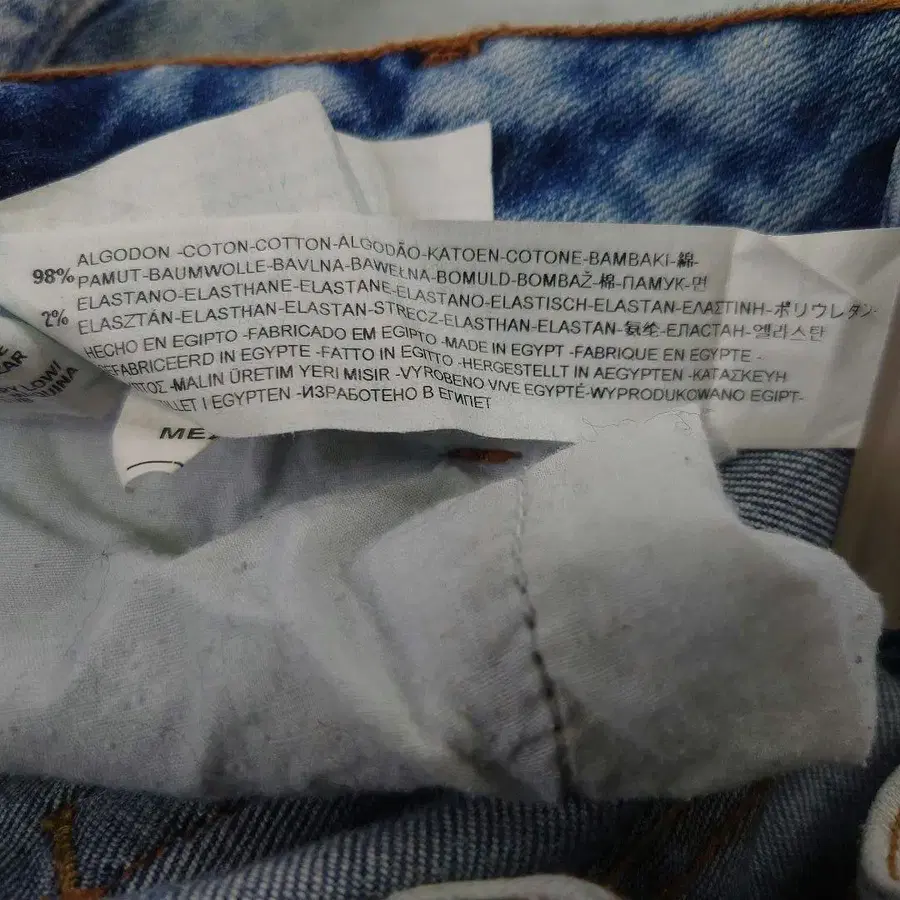 98%
ALGODON -COTON-COTTON-ALGODÃO-KATOEN-COTONE-BAMBAKI-綿-
PAMUT-BAUMWOLLE-BAVLNA-BAWEŁNA-BOMULD-BOMBAŽ-棉-ПАМУК-면
2%
ELASTANO-ELASTHANE-ELASTANE-ELASTANO-ELASTISCH-ELASTAN-ΕΛΑΣΤΙΝΗ-ポリウレタン-
ELASZTÁN-ELASTHAN-ELASTAN-STRECZ-ELASTHAN-ELASTAN-氨纶-ЕЛАСТАН-엘라스탄
HECHO EN EGIPTO -FABRICADO EM EGIPTO -MADE IN EGYPT -FABRIQUE EN EGYPTE -
GEFABRICEERD IN EGYPTE -FATTO IN EGITTO -HERGESTELLT IN AEGYPTEN -ΚΑΤΑΣΚΕΥΗ
-MALIN ÜRETIM YERI MISIR -VYROBENO VIVE EGYPTÉ-WYPRODUKOWANO EGIPT-
I EGYPTEN -ИЗРАБОТЕНО В ЕГИПЕТ